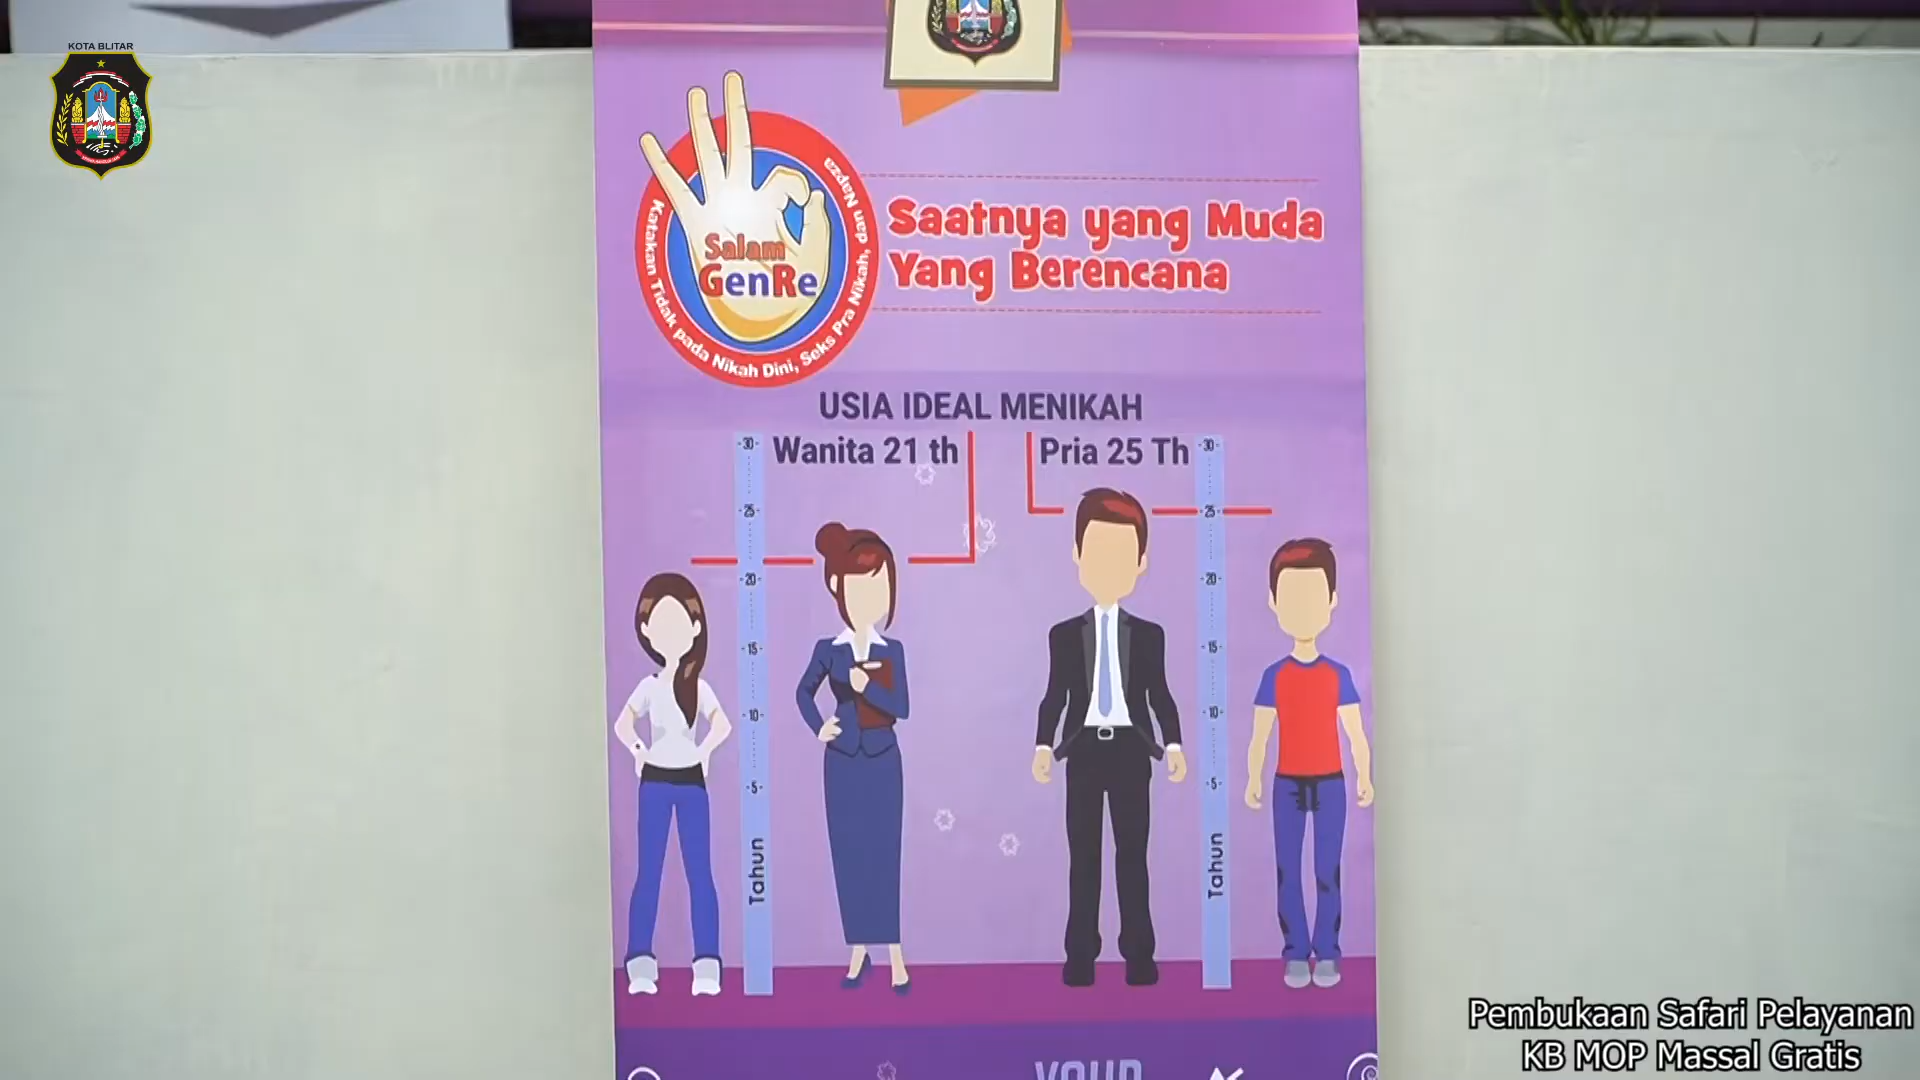 KOTA BLITAR
Salam
GenRe
Katakan Tidak pada Nikah Dini, Seks Pra Nikah, dan Napza
Saatnya yang Muda
Yang Berencana
USIA IDEAL MENIKAH
Wanita 21 th
Pria 25 Th
30
25
20
15
10
5
Tahun
30
25
20
15
10
5
Tahun
Pembukaan Safari Pelayanan
KB MOP Massal Gratis